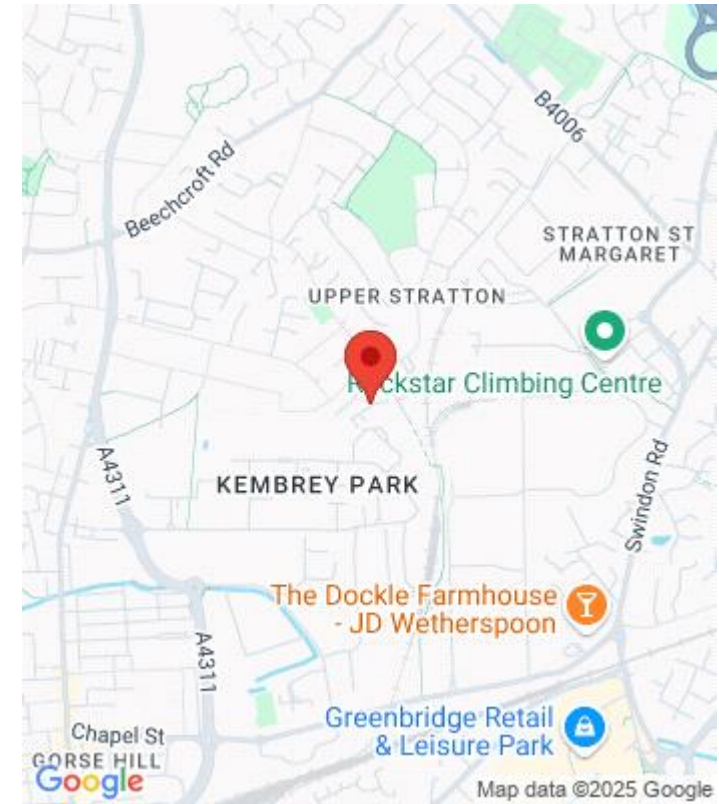 B4006
Beechcroft Rd
STRATTON ST
MARGARET
UPPER STRATTON
Rockstar Climbing Centre
A4311
KEMBREY PARK
Swindon Rd
The Dockle Farmhouse
- JD Wetherspoon
A4311
Greenbridge Retail
& Leisure Park
Chapel St
GORSE HILL
Google
Map data ©2025 Google